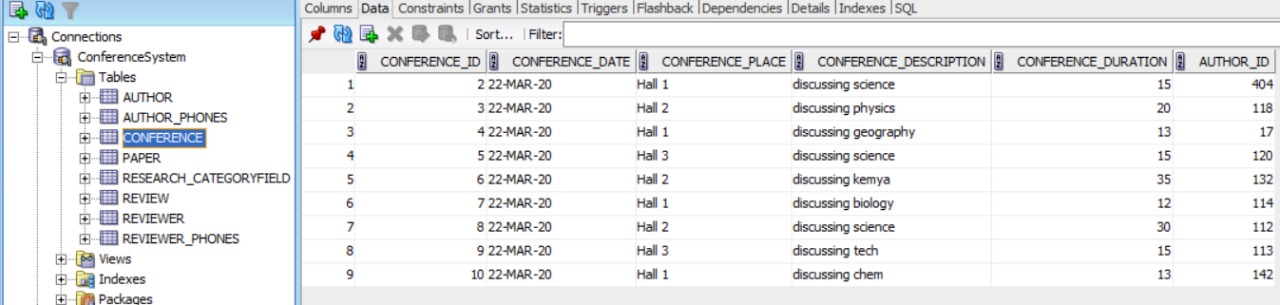 Connections
ConferenceSystem
Tables
AUTHOR
AUTHOR_PHONES
CONFERENCE
PAPER
RESEARCH_CATEGORYFIELD
REVIEW
REVIEWER
REVIEWER_PHONES
Views
Indexes
Packages
Columns Data Constraints Grants Statistics Triggers Flashback Dependencies Details Indexes SQL
Sort... Filter:
CONFERENCE_ID CONFERENCE_DATE CONFERENCE_PLACE CONFERENCE_DESCRIPTION CONFERENCE_DURATION AUTHOR_ID
1 2 22-MAR-20 Hall 1 discussing science 15 404
2 3 22-MAR-20 Hall 2 discussing physics 20 118
3 4 22-MAR-20 Hall 1 discussing geography 13 17
4 5 22-MAR-20 Hall 3 discussing science 15 120
5 6 22-MAR-20 Hall 2 discussing kemya 35 132
6 7 22-MAR-20 Hall 1 discussing biology 12 114
7 8 22-MAR-20 Hall 2 discussing science 30 112
8 9 22-MAR-20 Hall 3 discussing tech 15 113
9 10 22-MAR-20 Hall 1 discussing chem 13 142